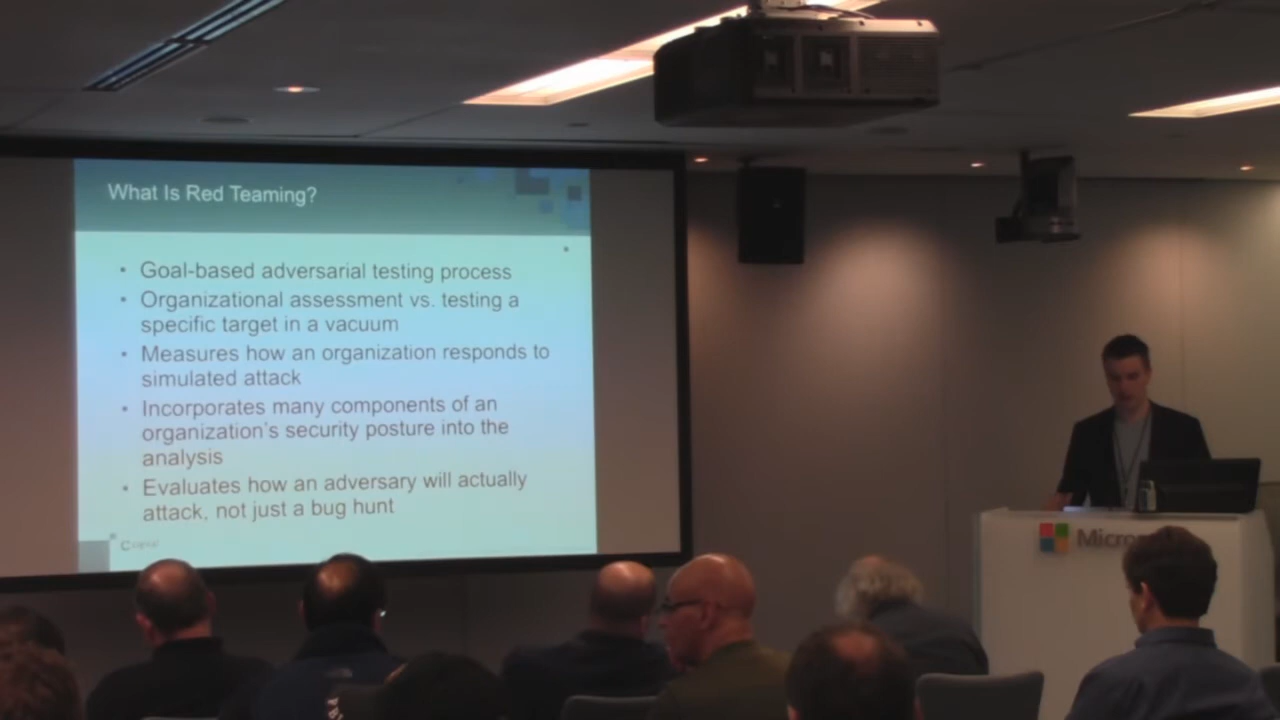 What Is Red Teaming?
• Goal-based adversarial testing process
• Organizational assessment vs. testing a
specific target in a vacuum
• Measures how an organization responds to
simulated attack
• Incorporates many components of an
organization's security posture into the
analysis
• Evaluates how an adversary will actually
attack, not just a bug hunt